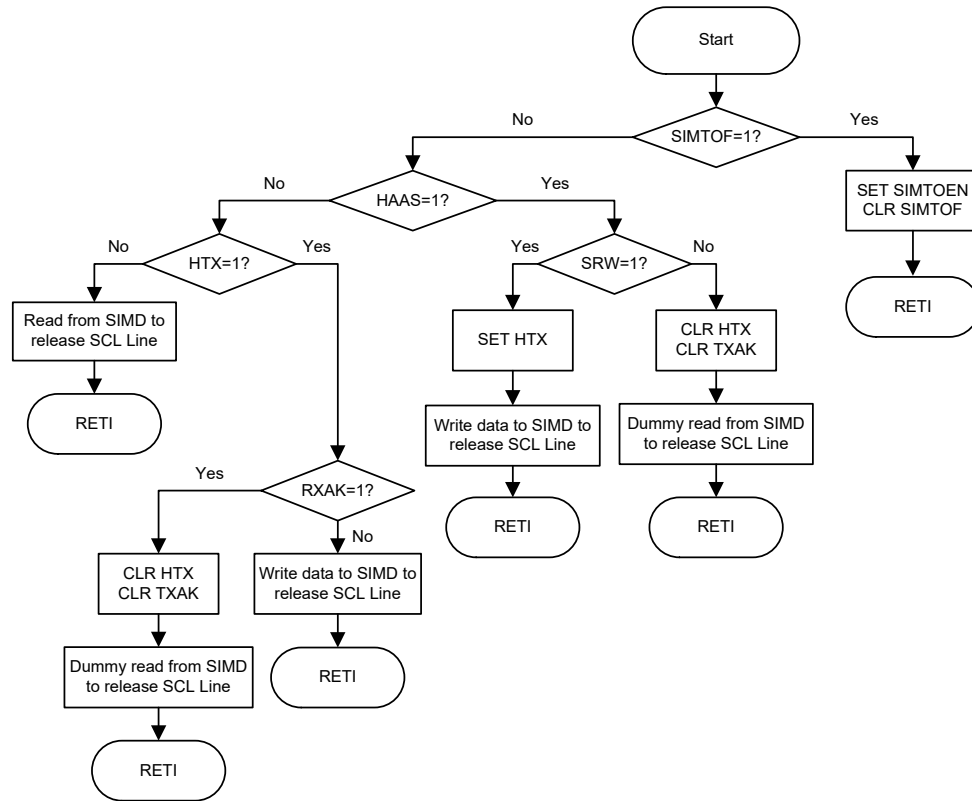 Start
No
SIMTOF=1?
Yes
No
HAAS=1?
Yes
SET SIMTOEN
CLR SIMTOF
No
HTX=1?
Yes
Yes
SRW=1?
No
RETI
Read from SIMD to
release SCL Line
SET HTX
CLR HTX
CLR TXAK
RETI
Write data to SIMD to
release SCL Line
Dummy read from SIMD
to release SCL Line
Yes
RXAK=1?
RETI
RETI
No
CLR HTX
CLR TXAK
Write data to SIMD to
release SCL Line
Dummy read from SIMD
to release SCL Line
RETI
RETI